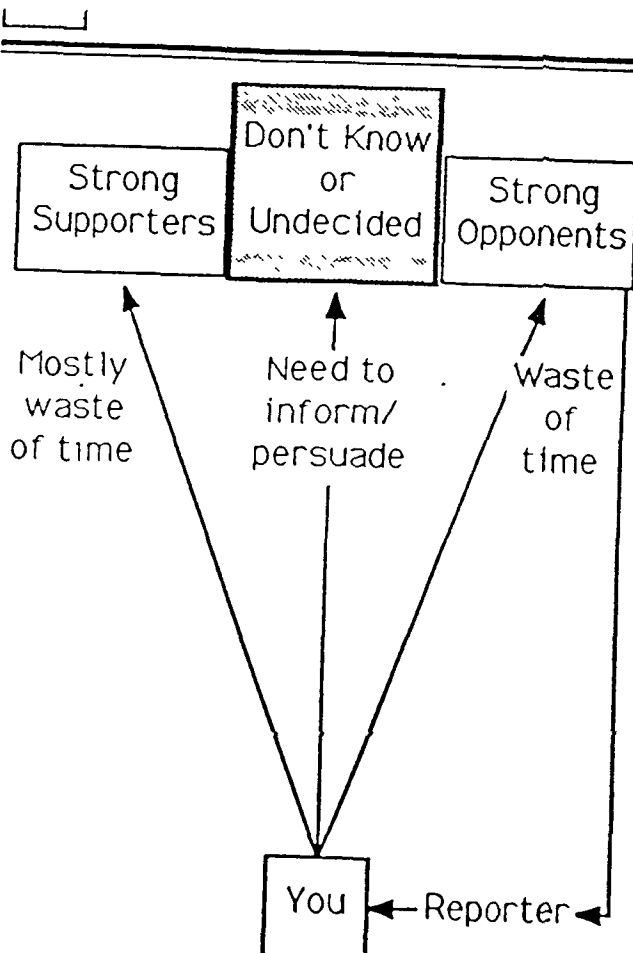 Don't Know
or
Undecided
Strong
Supporters
Strong
Opponents
Mostly
waste
of time
Need to
inform/
persuade
Waste
of
time
You
Reporter